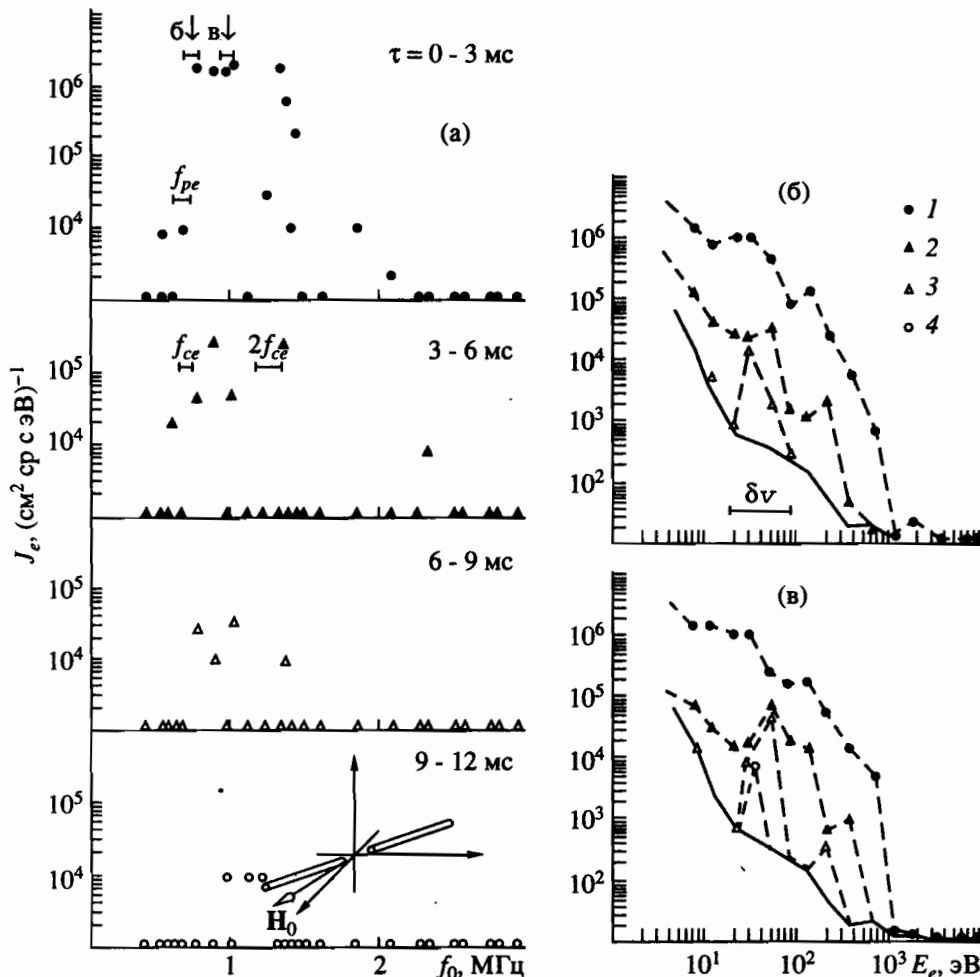 б↓ в↓
τ = 0 - 3 мс
10⁶
(а)
10⁵
f_pe
10⁴
3 - 6 мс
f_ce 2f_ce
10⁵
10⁴
6 - 9 мс
10⁵
10⁴
9 - 12 мс
10⁵
10⁴
H₀
1 2 f₀, МГц
J_e, (см² ср с эВ)⁻¹
(б)
1
2
3
4
10⁶
10⁵
10⁴
10³
10²
δv
(в)
10⁶
10⁵
10⁴
10³
10²
10¹ 10² 10³ E_e, эВ